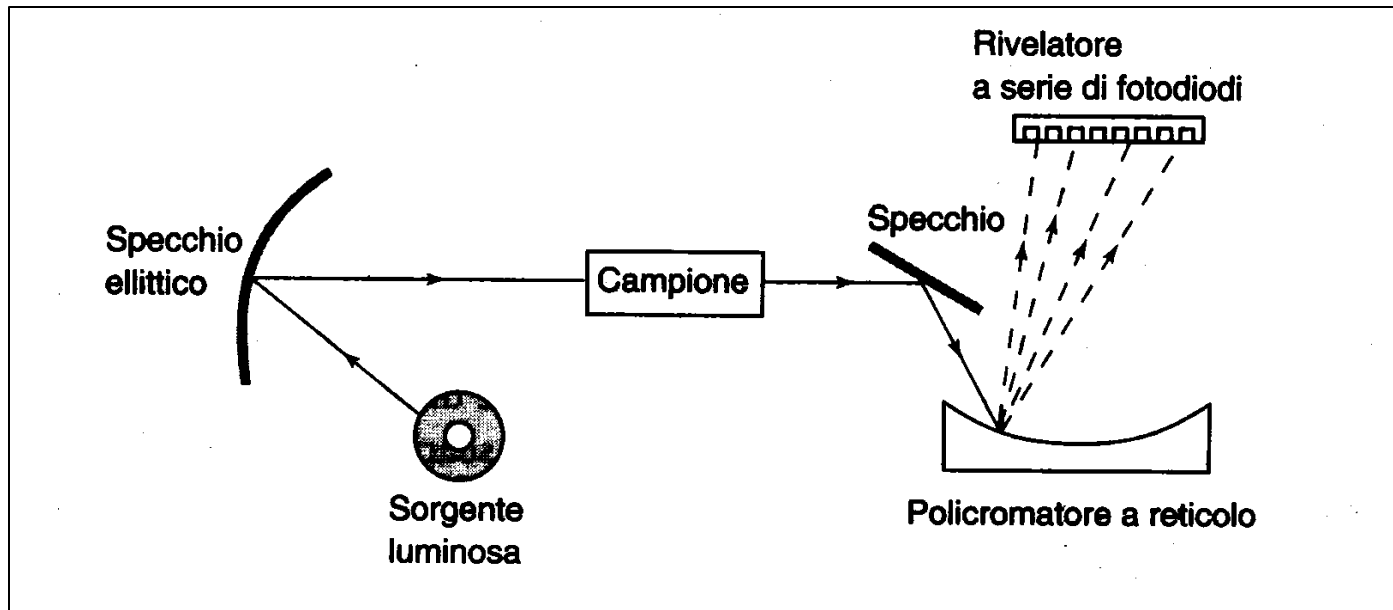 Rivelatore
a serie di fotodiodi
Specchio
ellittico
Campione
Specchio
Sorgente
luminosa
Policromatore a reticolo